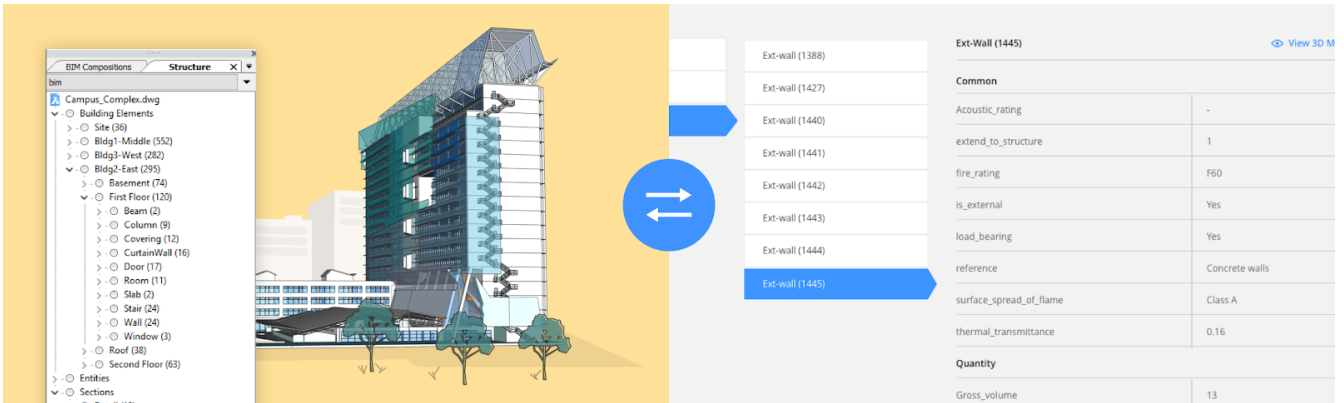 BIM Compositions
Structure
X
bim
Campus_Complex.dwg
Building Elements
Site (36)
Bldg1-Middle (552)
Bldg3-West (282)
Bldg2-East (295)
Basement (74)
First Floor (120)
Beam (2)
Column (9)
Covering (12)
CurtainWall (16)
Door (17)
Room (11)
Slab (2)
Stair (24)
Wall (24)
Window (3)
Roof (38)
Second Floor (63)
Entities
Sections
Ext-wall (1388)
Ext-wall (1427)
Ext-wall (1440)
Ext-wall (1441)
Ext-wall (1442)
Ext-wall (1443)
Ext-wall (1444)
Ext-wall (1445)
Ext-Wall (1445)
View 3D M
Common
Acoustic_rating -
extend_to_structure 1
fire_rating F60
is_external Yes
load_bearing Yes
reference Concrete walls
surface_spread_of_flame Class A
thermal_transmittance 0.16
Quantity
Gross_volume 13